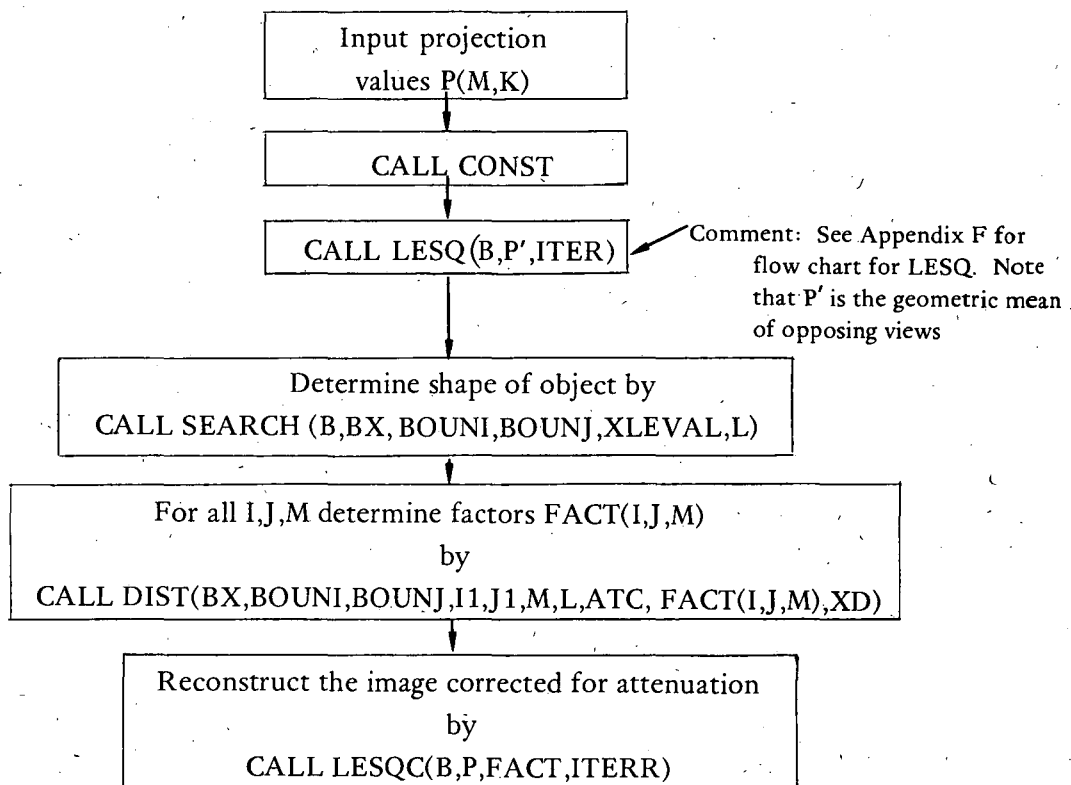 Input projection
values P(M,K)
CALL CONST
CALL LESQ(B,P′,ITER)
Comment: See Appendix F for
flow chart for LESQ. Note
that P′ is the geometric mean
of opposing views
Determine shape of object by
CALL SEARCH (B,BX, BOUNI,BOUNJ,XLEVAL,L)
For all I,J,M determine factors FACT(I,J,M)
by
CALL DIST(BX,BOUNI,BOUNJ,I1,J1,M,L,ATC, FACT(I,J,M),XD)
Reconstruct the image corrected for attenuation
by
CALL LESQC(B,P,FACT,ITERR)